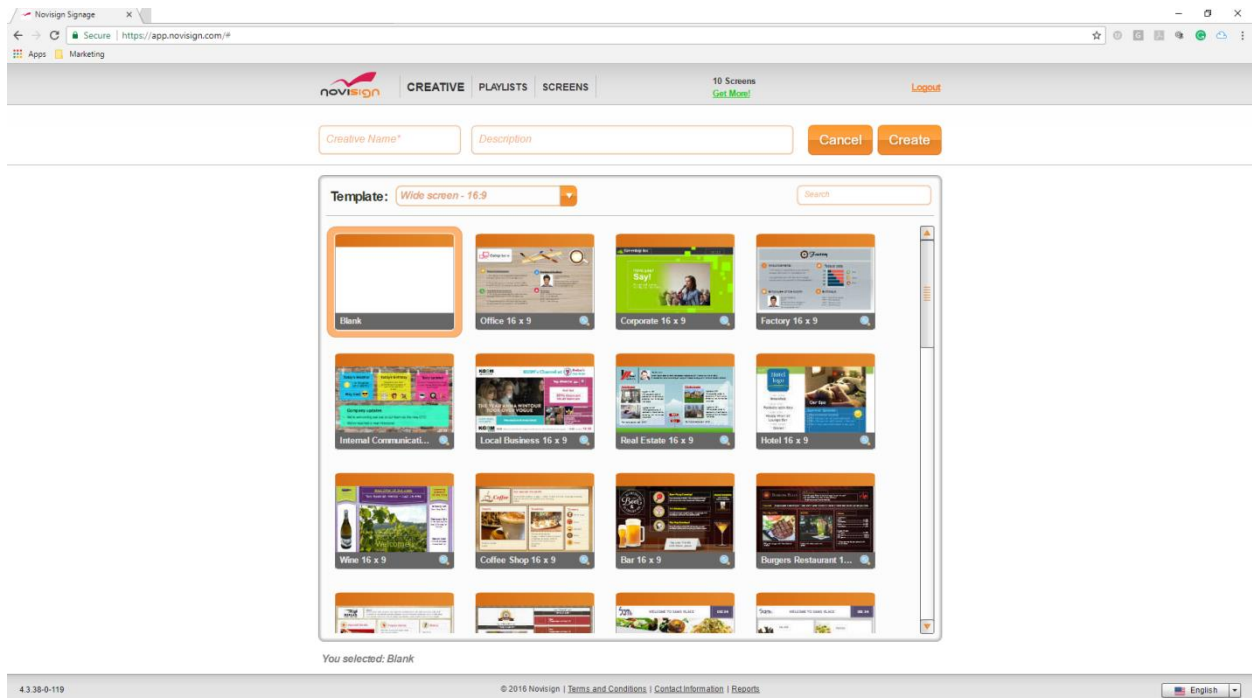 Novisign Signage
Secure | https://app.novisign.com/#
Apps Marketing
novisign CREATIVE PLAYLISTS SCREENS
10 Screens
Get More!
Logout
Creative Name*
Description
Cancel
Create
Template: Wide screen - 16:9
Search
Blank
Office 16 x 9
Corporate 16 x 9
Say!
Factory 16 x 9
Internal Communicati...
Local Business 16 x 9
Real Estate 16 x 9
Hotel 16 x 9
Wine 16 x 9
Coffee Shop 16 x 9
Bar 16 x 9
Burgers Restaurant 1...
You selected: Blank
4.3.38-0-119
© 2016 Novisign | Terms and Conditions | Contact Information | Reports
English